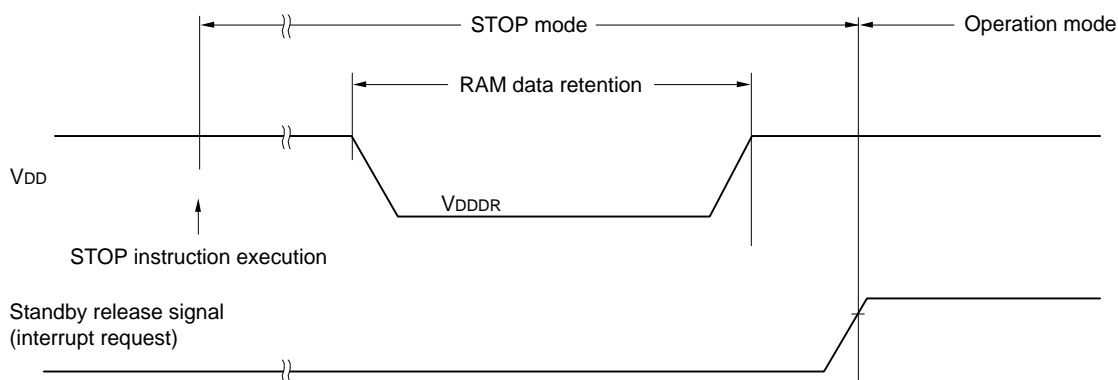 STOP mode
Operation mode
RAM data retention
VDD
VDDDR
STOP instruction execution
Standby release signal
(interrupt request)